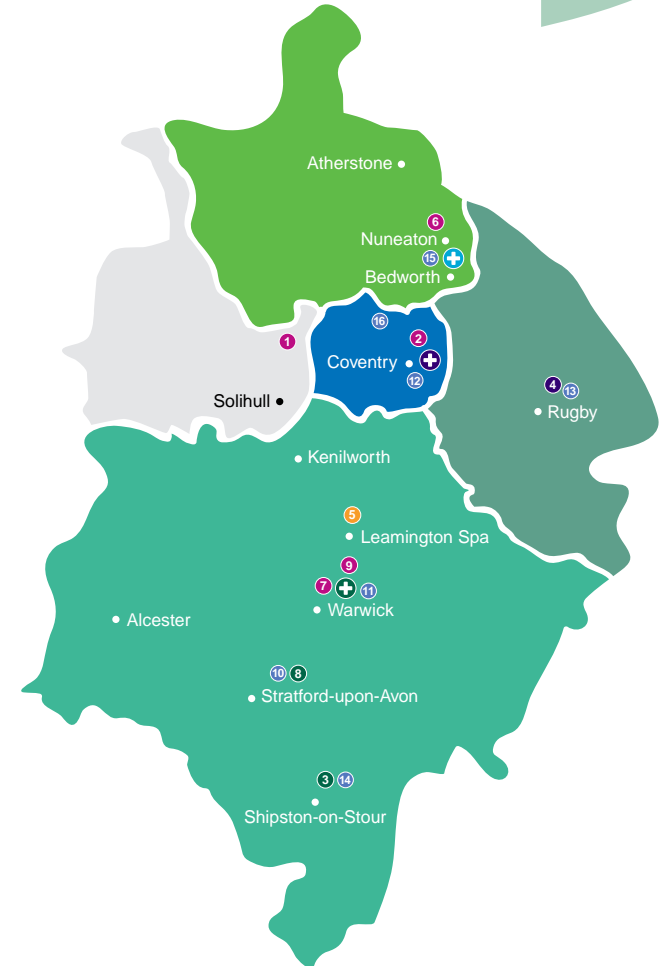 Atherstone
6
Nuneaton
15
Bedworth
16
1
2
Coventry
12
4
13
Solihull
Rugby
Kenilworth
5
Leamington Spa
9
7
11
Warwick
Alcester
10
8
Stratford-upon-Avon
3
14
Shipston-on-Stour